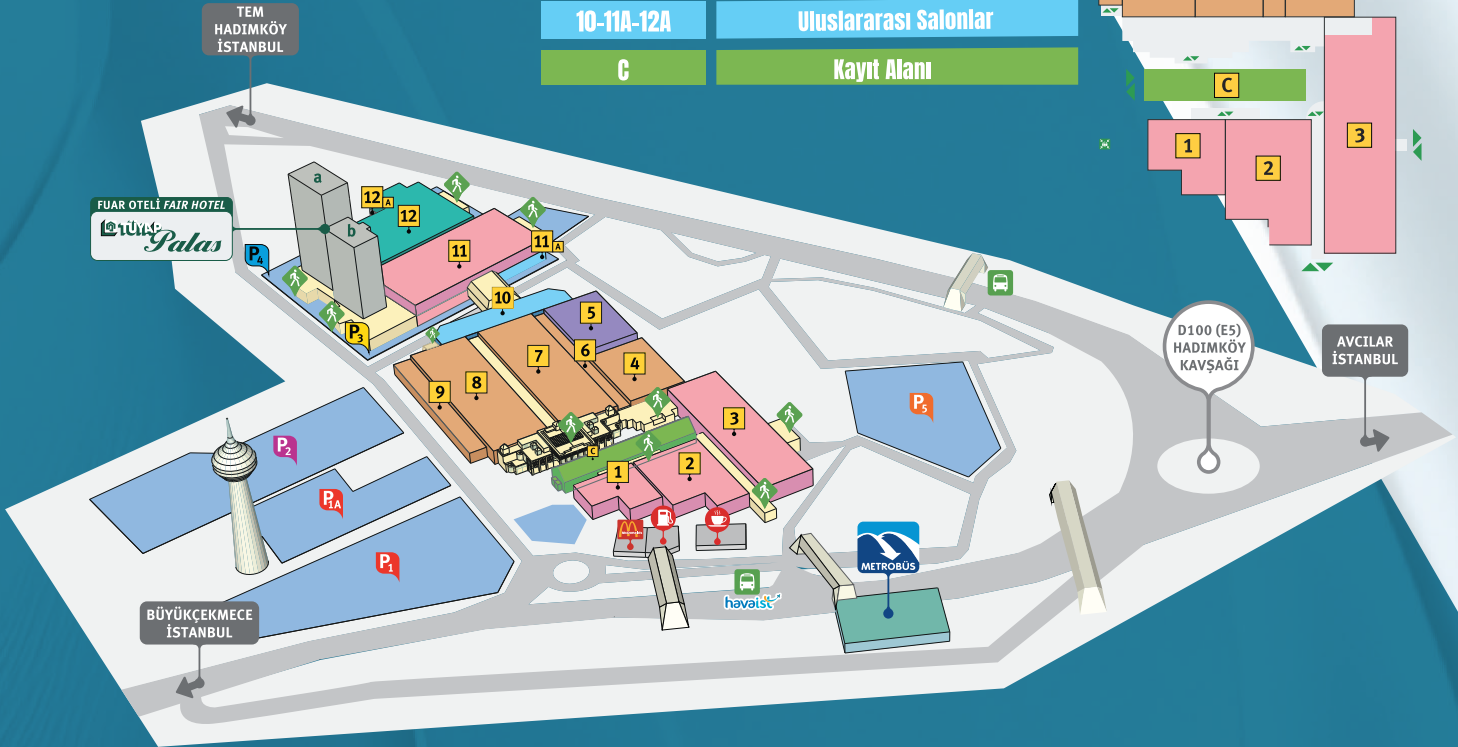 TEM
HADIMKÖY
İSTANBUL
10-11A-12A
Uluslararası Salonlar
C
Kayıt Alanı
C
1
2
3
FUAR OTELİ FAIR HOTEL
TÜYAP
Palas
a
b
12 A
12
11
11 A
P4
P3
10
5
7
6
4
9
8
3
C
1
2
P5
P2
P1A
P1
D100 (E5)
HADIMKÖY
KAVŞAĞI
AVCILAR
İSTANBUL
METROBÜS
havaist
BÜYÜKÇEKMECE
İSTANBUL